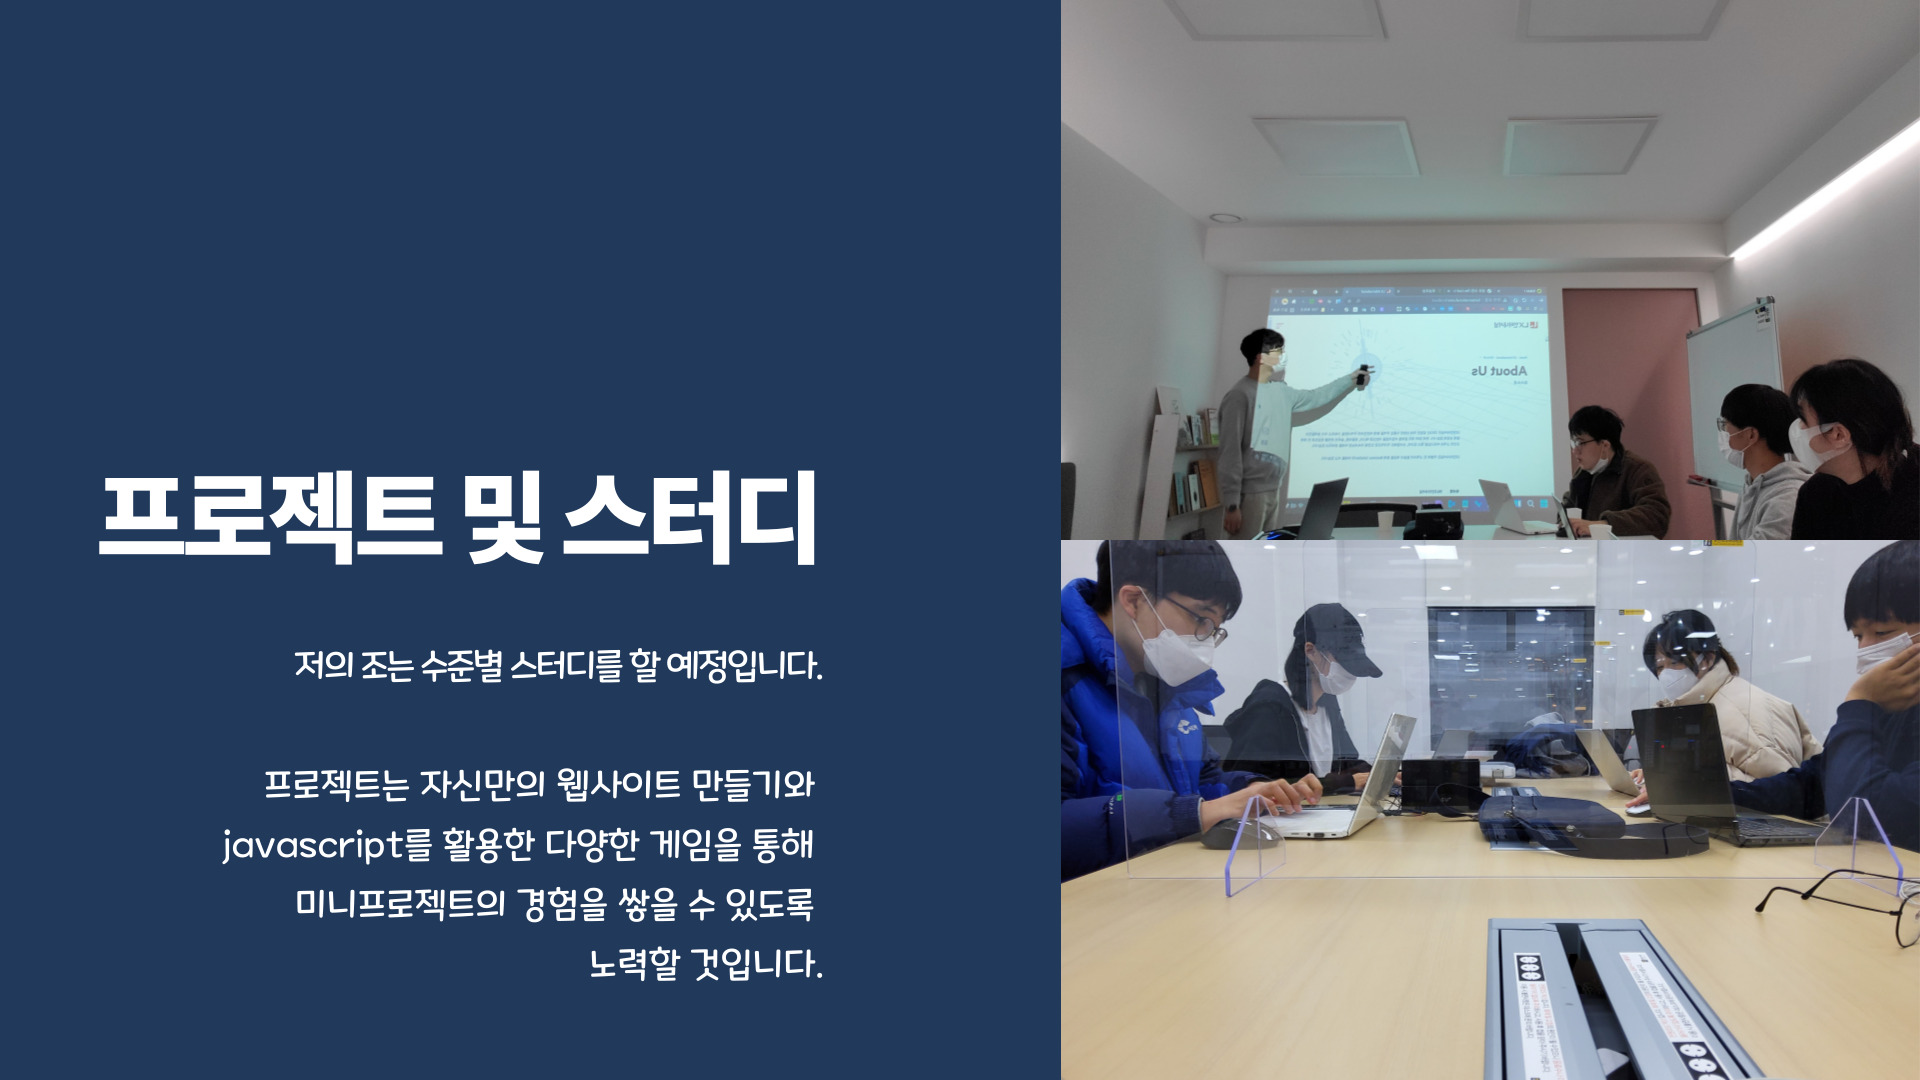 프로젝트 및 스터디
저의 조는 수준별 스터디를 할 예정입니다.
프로젝트는 자신만의 웹사이트 만들기와
javascript를 활용한 다양한 게임을 통해
미니프로젝트의 경험을 쌓을 수 있도록
노력할 것입니다.
About Us